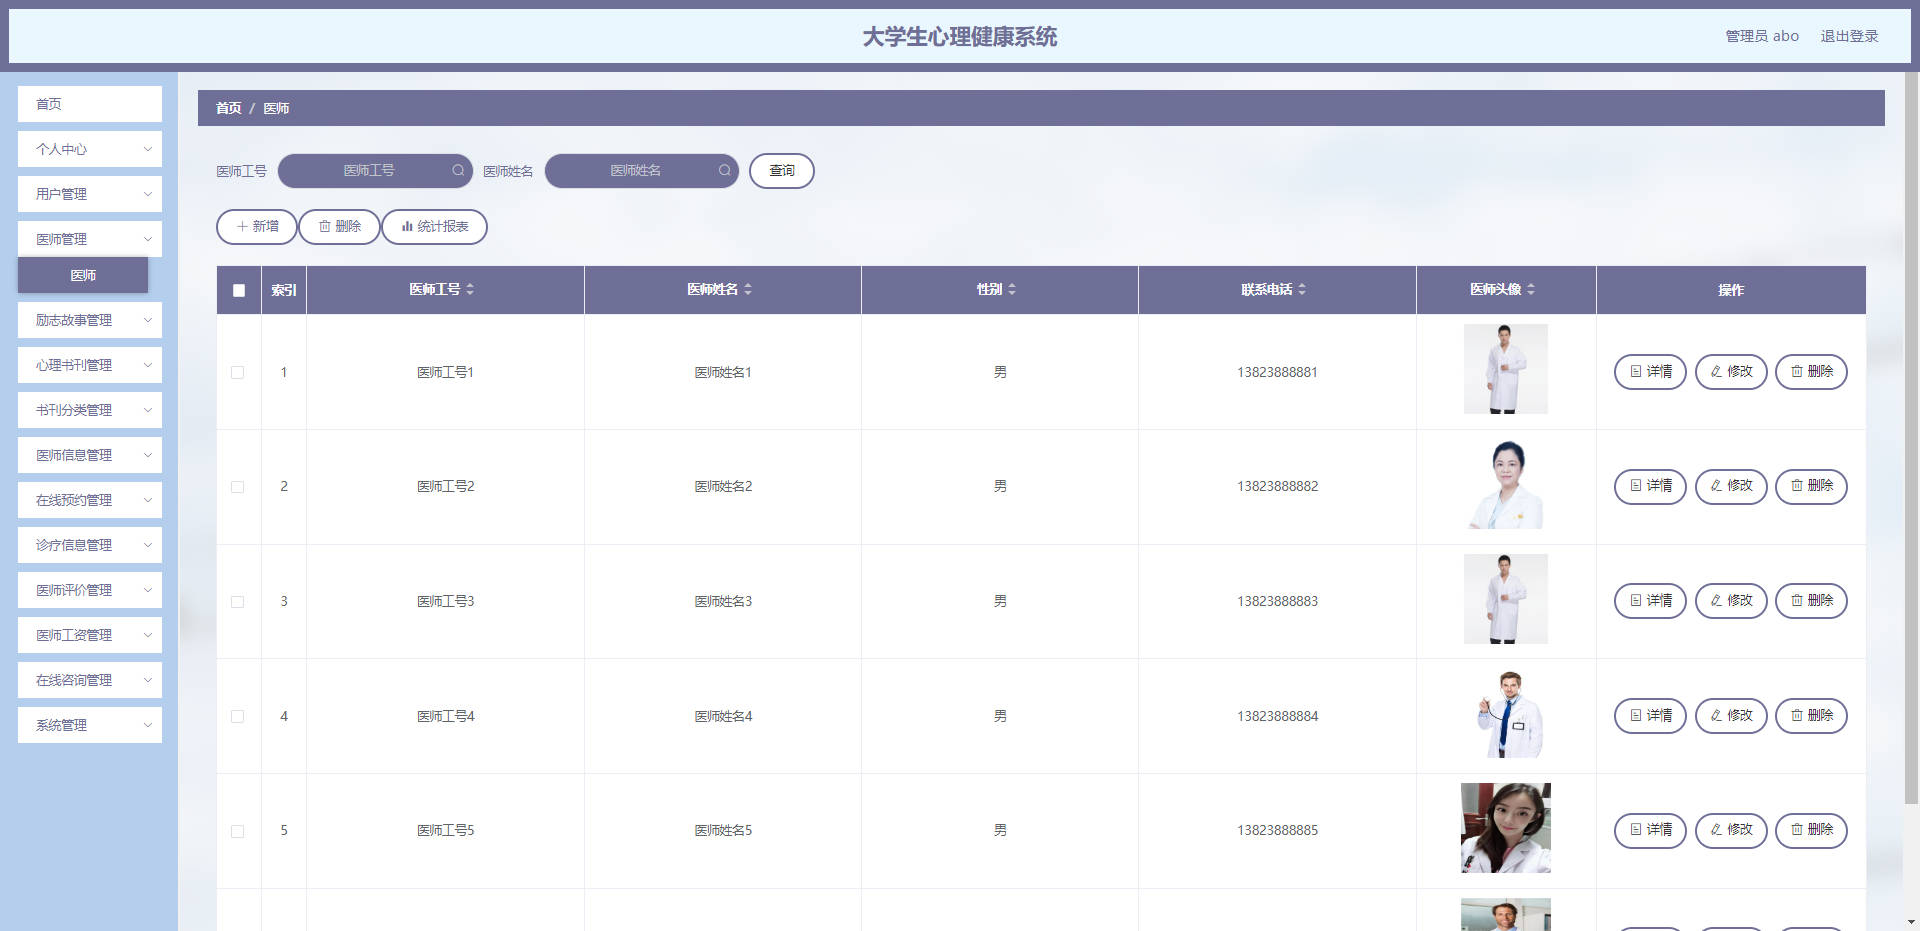 大学生心理健康系统
管理员 abo 退出登录
首页
个人中心
用户管理
医师管理
医师
励志故事管理
心理书刊管理
书刊分类管理
医师信息管理
在线预约管理
诊疗信息管理
医师评价管理
医师工资管理
在线咨询管理
系统管理
首页 / 医师
医师工号 医师工号 医师姓名 医师姓名 查询
新增 删除 统计报表
索引 医师工号 医师姓名 性别 联系电话 医师头像 操作
1 医师工号1 医师姓名1 男 13823888881 详情 修改 删除
2 医师工号2 医师姓名2 男 13823888882 详情 修改 删除
3 医师工号3 医师姓名3 男 13823888883 详情 修改 删除
4 医师工号4 医师姓名4 男 13823888884 详情 修改 删除
5 医师工号5 医师姓名5 男 13823888885 详情 修改 删除